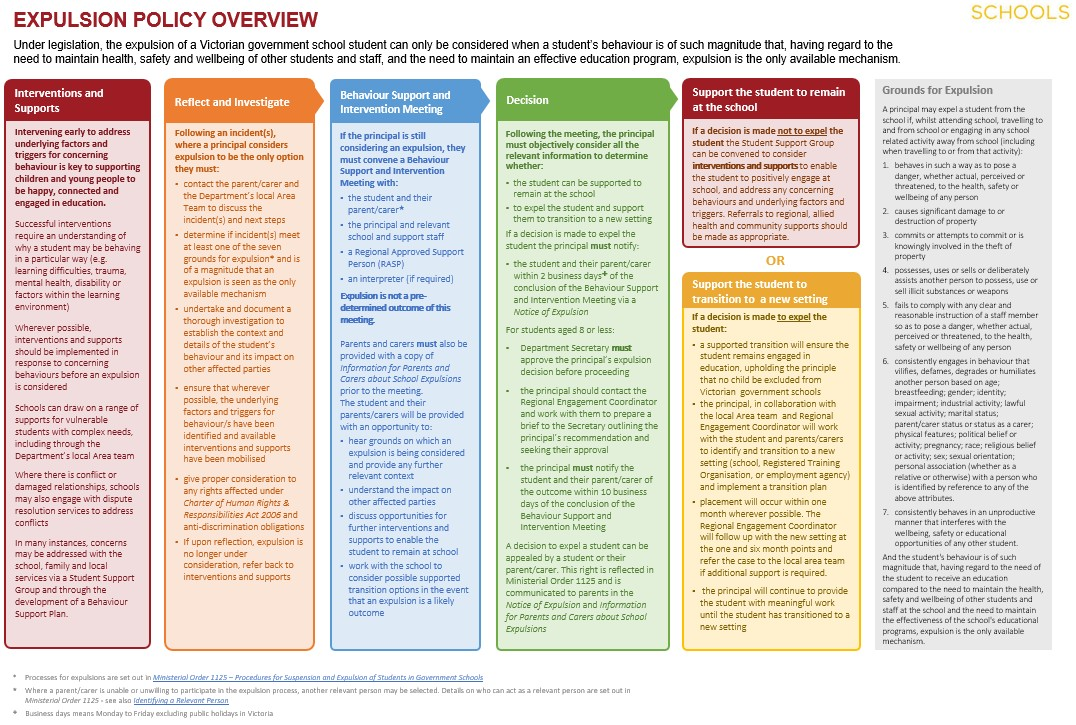 EXPULSION POLICY OVERVIEW
SCHOOLS
Under legislation, the expulsion of a Victorian government school student can only be considered when a student's behaviour is of such magnitude that, having regard to the
need to maintain health, safety and wellbeing of other students and staff, and the need to maintain an effective education program, expulsion is the only available mechanism.
Interventions and
Supports
Intervening early to address
underlying factors and
triggers for concerning
behaviour is key to supporting
children and young people to
be happy, connected and
engaged in education.
Successful interventions
require an understanding of
why a student may be behaving
in a particular way (e.g.
learning difficulties, trauma,
mental health, disability or
factors within the learning
environment)
Wherever possible,
interventions and supports
should be implemented in
response to concerning
behaviours before an expulsion
is considered
Schools can draw on a range of
supports for vulnerable
students with complex needs,
including through the
Department's local Area team
Where there is conflict or
damaged relationships, schools
may also engage with dispute
resolution services to address
conflicts
In many instances, concerns
may be addressed with the
school, family and local
services via a Student Support
Group and through the
development of a Behaviour
Support Plan.
Reflect and Investigate
Following an incident(s),
where a principal considers
expulsion to be the only option
they must:
• contact the parent/carer and
the Department's local Area
Team to discuss the
incident(s) and next steps
• determine if incident(s) meet
at least one of the seven
grounds for expulsion* and is
of a magnitude that an
expulsion is seen as the only
available mechanism
• undertake and document a
thorough investigation to
establish the context and
details of the student's
behaviour and its impact on
other affected parties
• ensure that wherever
possible, the underlying
factors and triggers for
behaviour/s have been
identified and available
interventions and supports
have been mobilised
• give proper consideration to
any rights affected under
Charter of Human Rights &
Responsibilities Act 2006 and
anti-discrimination obligations
• If upon reflection, expulsion is
no longer under
consideration, refer back to
interventions and supports
Behaviour Support and
Intervention Meeting
If the principal is still
considering an expulsion, they
must convene a Behaviour
Support and Intervention
Meeting with:
• the student and their
parent/carer*
• the principal and relevant
school and support staff
• a Regional Approved Support
Person (RASP)
• an interpreter (if required)
Expulsion is not a pre-
determined outcome of this
meeting.
Parents and carers must also be
provided with a copy of
Information for Parents and
Carers about School Expulsions
prior to the meeting.
The student and their
parents/carers will be provided
with an opportunity to:
• hear grounds on which an
expulsion is being considered
and provide any further
relevant context
• understand the impact on
other affected parties
• discuss opportunities for
further interventions and
supports to enable the
student to remain at school
• work with the school to
consider possible supported
transition options in the event
that an expulsion is a likely
outcome
Decision
Following the meeting, the principal
must objectively consider all the
relevant information to determine
whether:
• the student can be supported to
remain at the school
• to expel the student and support
them to transition to a new setting
If a decision is made to expel the
student the principal must notify:
• the student and their parent/carer
within 2 business days+ of the
conclusion of the Behaviour Support
and Intervention Meeting via a
Notice of Expulsion
For students aged 8 or less:
• Department Secretary must
approve the principal's expulsion
decision before proceeding
• the principal should contact the
Regional Engagement Coordinator
and work with them to prepare a
brief to the Secretary outlining the
principal's recommendation and
seeking their approval
• the principal must notify the
student and their parent/carer of
the outcome within 10 business
days of the conclusion of the
Behaviour Support and
Intervention Meeting
A decision to expel a student can be
appealed by a student or their
parent/carer. This right is reflected in
Ministerial Order 1125 and is
communicated to parents in the
Notice of Expulsion and Information
for Parents and Carers about School
Expulsions
Support the student to remain
at the school
If a decision is made not to expel the
student the Student Support Group
can be convened to consider
interventions and supports to enable
the student to positively engage at
school, and address any concerning
behaviours and underlying factors and
triggers. Referrals to regional, allied
health and community supports should
be made as appropriate.
OR
Support the student to
transition to a new setting
If a decision is made to expel the
student:
• a supported transition will ensure the
student remains engaged in
education, upholding the principle
that no child be excluded from
Victorian government schools
• the principal, in collaboration with
the local Area team and Regional
Engagement Coordinator will work
with the student and parents/carers
to identify and transition to a new
setting (school, Registered Training
Organisation, or employment agency)
and implement a transition plan
• placement will occur within one
month wherever possible. The
Regional Engagement Coordinator
will follow up with the new setting at
the one and six month points and
refer the case to the local area team
if additional support is required.
• the principal will continue to provide
the student with meaningful work
until the student has transitioned to a
new setting
Grounds for Expulsion
A principal may expel a student from the
school if, whilst attending school, travelling to
and from school or engaging in any school
related activity away from school (including
when travelling to or from that activity):
1. behaves in such a way as to pose a
danger, whether actual, perceived or
threatened, to the health, safety or
wellbeing of any person
2. causes significant damage to or
destruction of property
3. commits or attempts to commit or is
knowingly involved in the theft of
property
4. possesses, uses or sells or deliberately
assists another person to possess, use or
sell illicit substances or weapons
5. fails to comply with any clear and
reasonable instruction of a staff member
so as to pose a danger, whether actual,
perceived or threatened, to the health,
safety or wellbeing of any person
6. consistently engages in behaviour that
vilifies, defames, degrades or humiliates
another person based on age;
breastfeeding; gender; identity;
impairment; industrial activity; lawful
sexual activity; marital status;
parent/carer status or status as a carer;
physical features; political belief or
activity; pregnancy; race; religious belief
or activity; sex; sexual orientation;
personal association (whether as a
relative or otherwise) with a person who
is identified by reference to any of the
above attributes.
7. consistently behaves in an unproductive
manner that interferes with the
wellbeing, safety or educational
opportunities of any other student.
And the student's behaviour is of such
magnitude that, having regard to the need of
the student to receive an education
compared to the need to maintain the health,
safety and wellbeing of other students and
staff at the school and the need to maintain
the effectiveness of the school's educational
programs, expulsion is the only available
mechanism.
* Processes for expulsions are set out in Ministerial Order 1125 – Procedures for Suspension and Expulsion of Students in Government Schools
* Where a parent/carer is unable or unwilling to participate in the expulsion process, another relevant person may be selected. Details on who can act as a relevant person are set out in
Ministerial Order 1125 - see also Identifying a Relevant Person
+ Business days means Monday to Friday excluding public holidays in Victoria